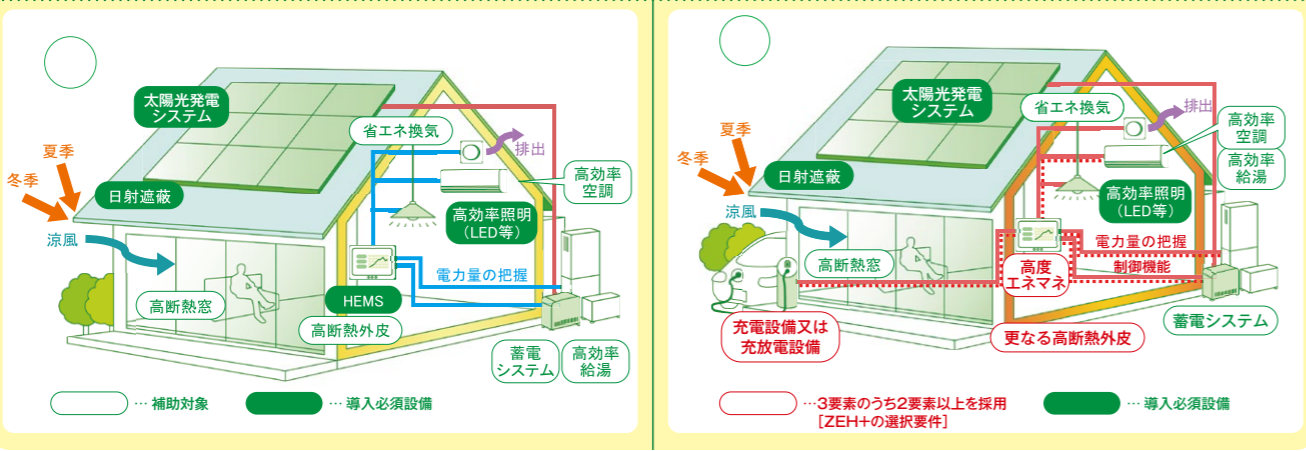 太陽光発電
システム
省エネ換気
排出
夏季
冬季
高効率
空調
日射遮蔽
高効率照明
(LED等)
涼風
電力量の把握
高断熱窓
HEMS
高断熱外皮
蓄電
システム
高効率
給湯
… 補助対象
… 導入必須設備
太陽光発電
システム
省エネ換気
排出
高効率
空調
夏季
冬季
高効率
給湯
日射遮蔽
高効率照明
(LED等)
涼風
電力量の把握
高断熱窓
高度
エネマネ
制御機能
充電設備又は
充放電設備
更なる高断熱外皮
蓄電システム
…3要素のうち2要素以上を採用
[ZEH+の選択要件]
… 導入必須設備